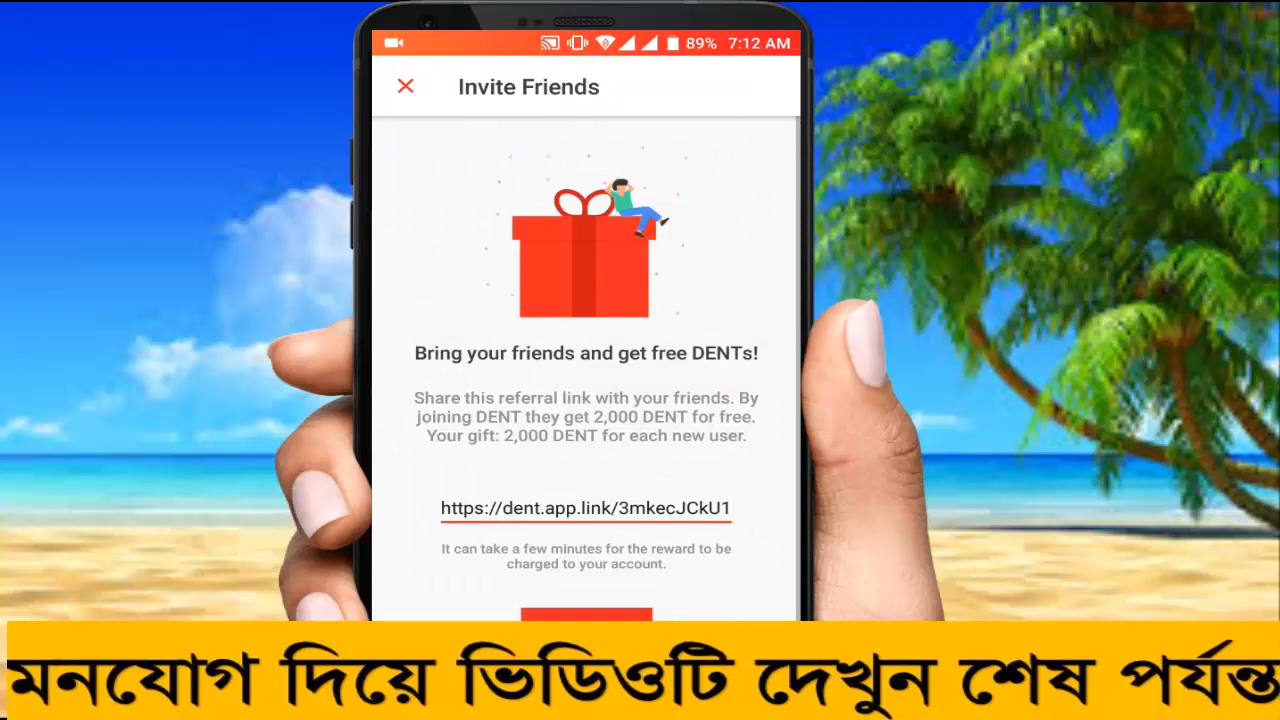 89% 7:12 AM
Invite Friends
Bring your friends and get free DENTs!
Share this referral link with your friends. By
joining DENT they get 2,000 DENT for free.
Your gift: 2,000 DENT for each new user.
https://dent.app.link/3mkecJCkU1
It can take a few minutes for the reward to be
charged to your account.
মনযোগ দিয়ে ভিডিওটি দেখুন শেষ পর্যন্ত